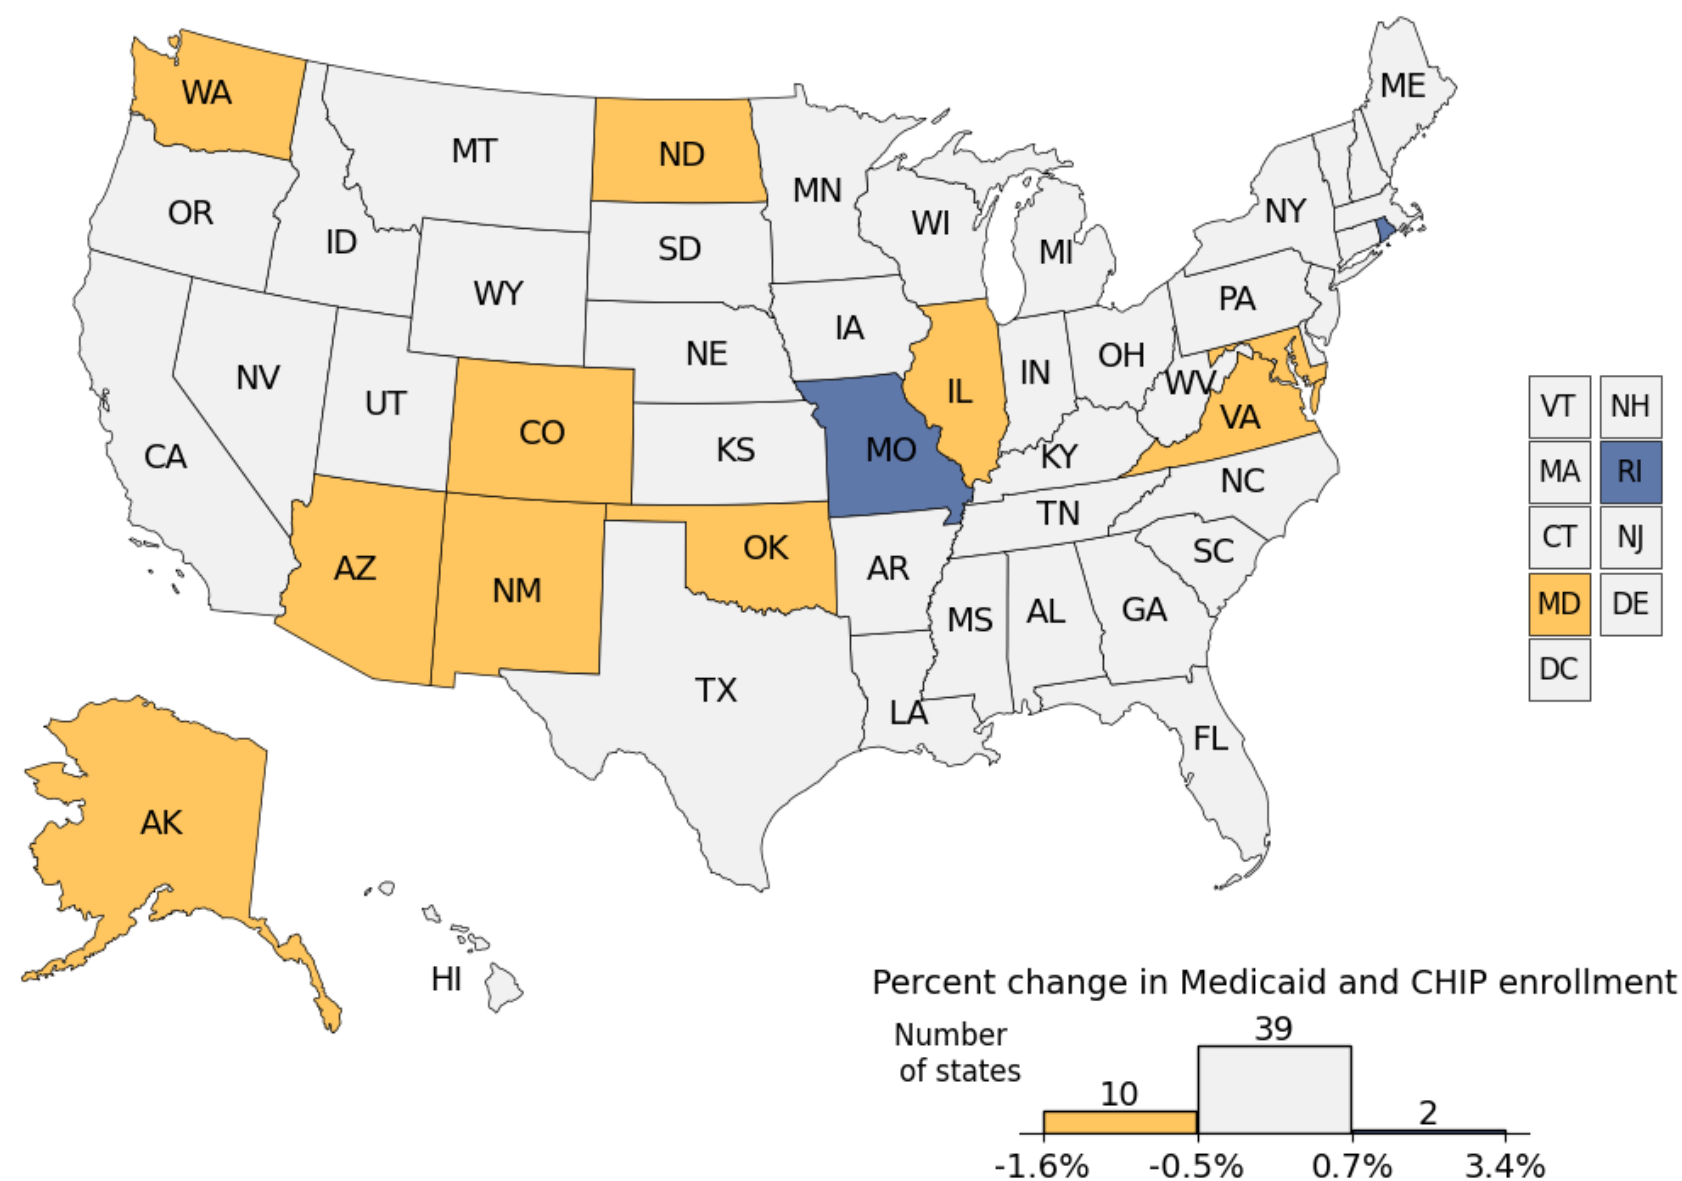 ME
WA
MT
ND
MN
OR
ID
SD
WI
NY
MI
WY
PA
IA
NE
OH
NV
UT
IN
WV
IL
CO
VA
VT
NH
CA
KS
MO
KY
NC
MA
RI
TN
AZ
NM
OK
AR
SC
CT
NJ
MS
AL
GA
MD
DE
TX
LA
FL
DC
AK
HI
Percent change in Medicaid and CHIP enrollment
Number
of states
39
10
2
-1.6% -0.5% 0.7% 3.4%